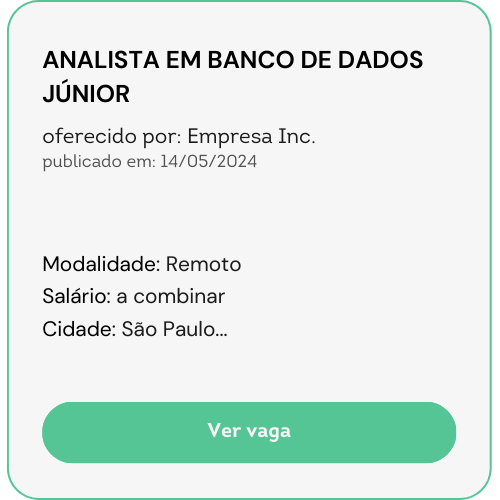 ANALISTA EM BANCO DE DADOS
JÚNIOR
oferecido por: Empresa Inc.
publicado em: 14/05/2024
Modalidade: Remoto
Salário: a combinar
Cidade: São Paulo...
Ver vaga